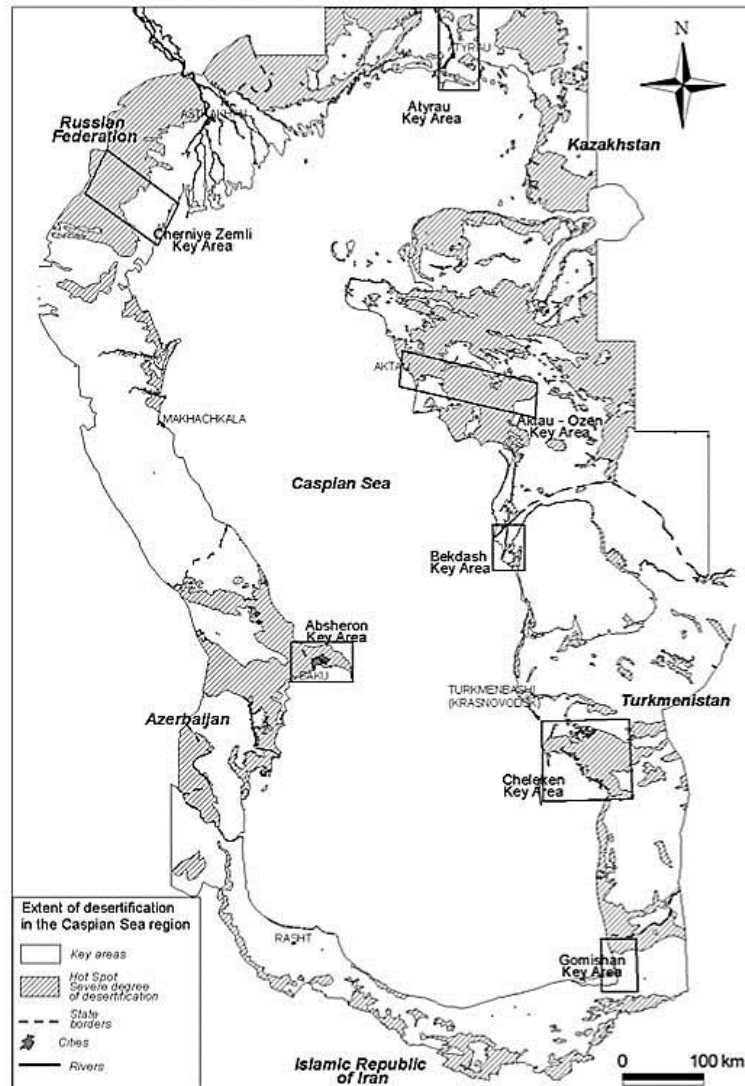 N
ATYRAU
Atyrau
Key Area
Russian
Federation
Kazakhstan
Cherniye Zemli
Key Area
AKTAU
Aktau - Ozen
Key Area
MAKHACHKALA
Caspian Sea
Bekdash
Key Area
Absheron
Key Area
BAKU
TURKMENBASHI
(KRASNOVODSK)
Turkmenistan
Azerbaijan
Cheleken
Key Area
Extent of desertification
in the Caspian Sea region
Key areas
Hot Spot
Severe degree
of desertification
State
borders
Cities
Rivers
RASHT
Gomishan
Key Area
Islamic Republic
of Iran
0 100 km